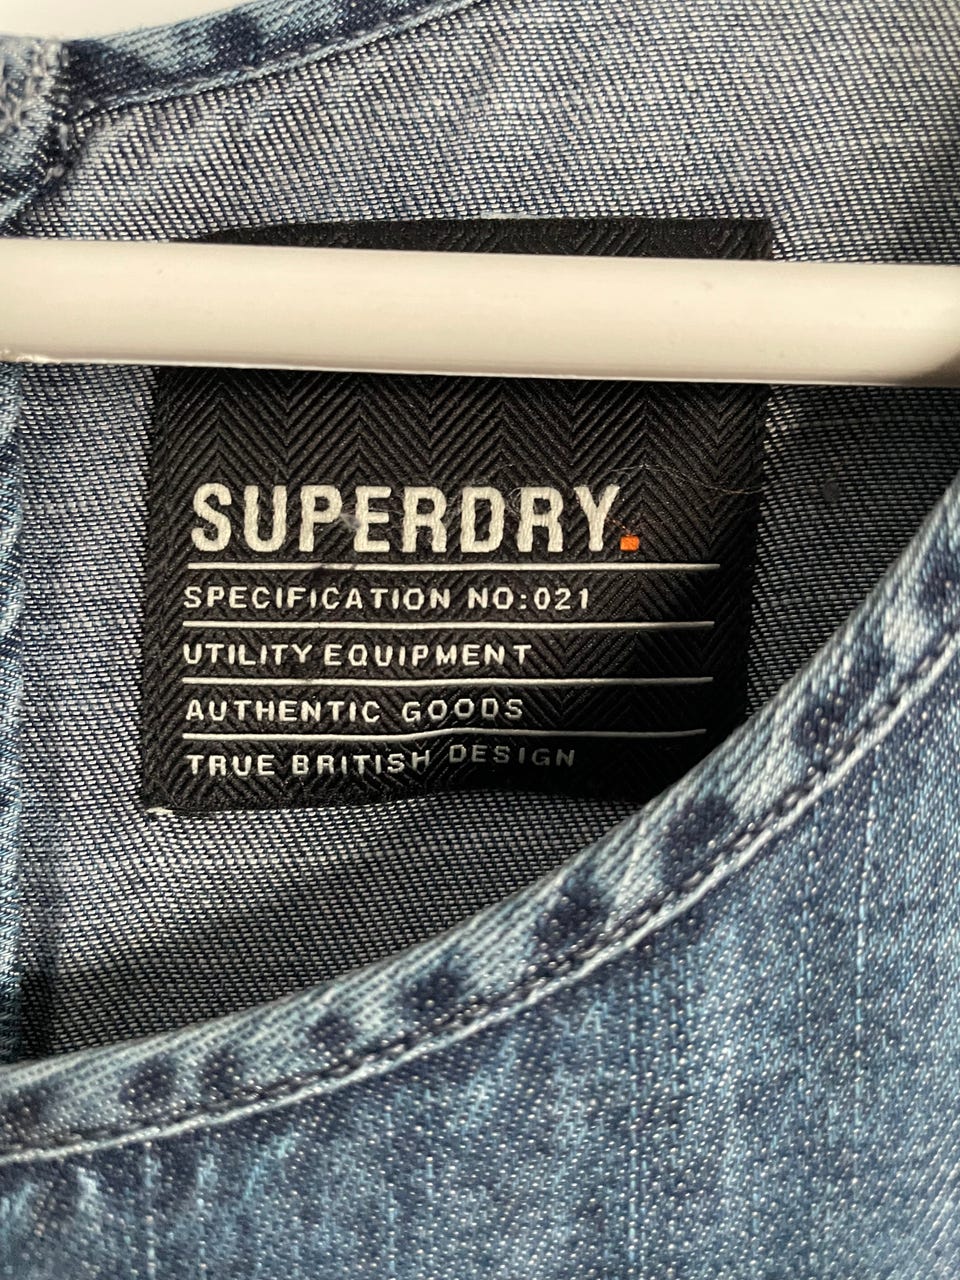 SUPERDRY.
SPECIFICATION NO:021
UTILITY EQUIPMENT
AUTHENTIC GOODS
TRUE BRITISH DESIGN